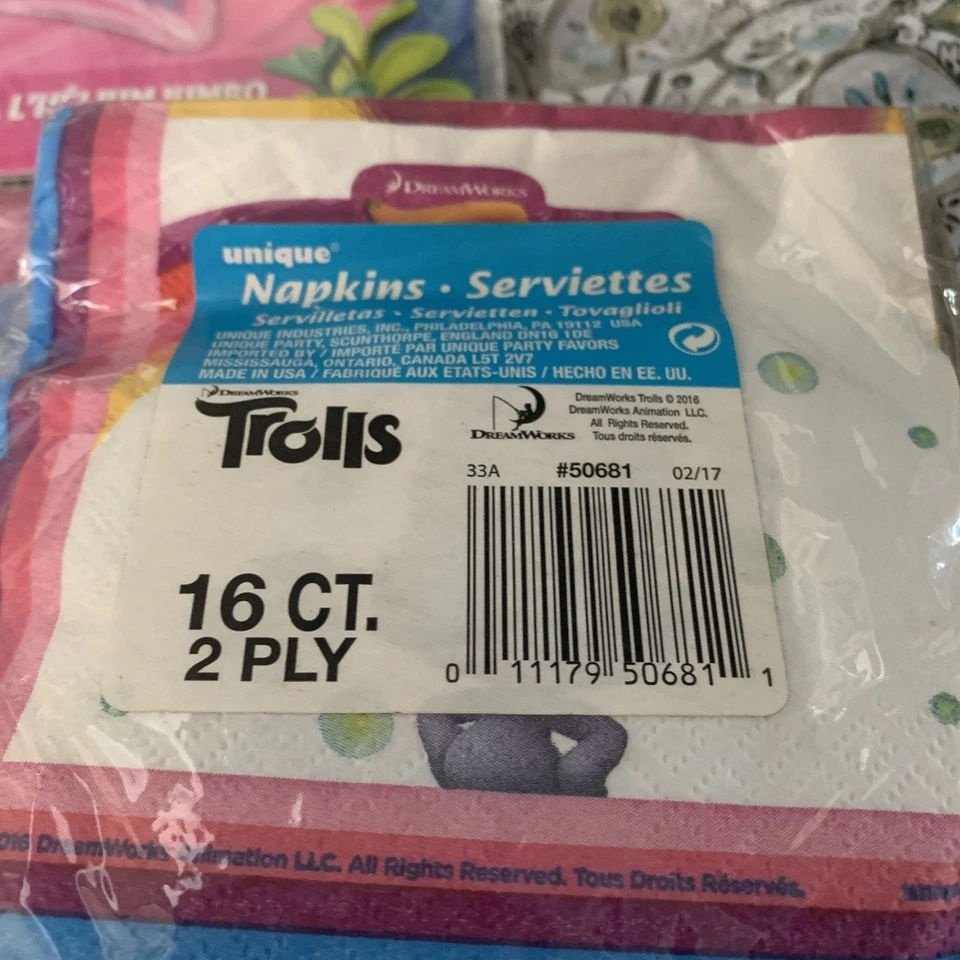 DREAMWORKS
unique®
Napkins • Serviettes
Servilletas • Servietten • Tovaglioli
UNIQUE INDUSTRIES, INC., PHILADELPHIA, PA 19112 USA
UNIQUE PARTY, SCUNTHORPE, ENGLAND DN16 1DE
IMPORTED BY / IMPORTÉ PAR UNIQUE PARTY FAVORS
MISSISSAUGA, ONTARIO, CANADA L5T 2V7
MADE IN USA / FABRIQUÉ AUX ETATS-UNIS / HECHO EN EE. UU.
DREAMWORKS
Trolls
DREAMWORKS
DreamWorks Trolls © 2016
DreamWorks Animation LLC.
All Rights Reserved.
Tous droits réservés.
33A #50681 02/17
16 CT.
2 PLY
0 11179 50681 1
016 DreamWorks Animation LLC. All Rights Reserved. Tous Droits Réservés.